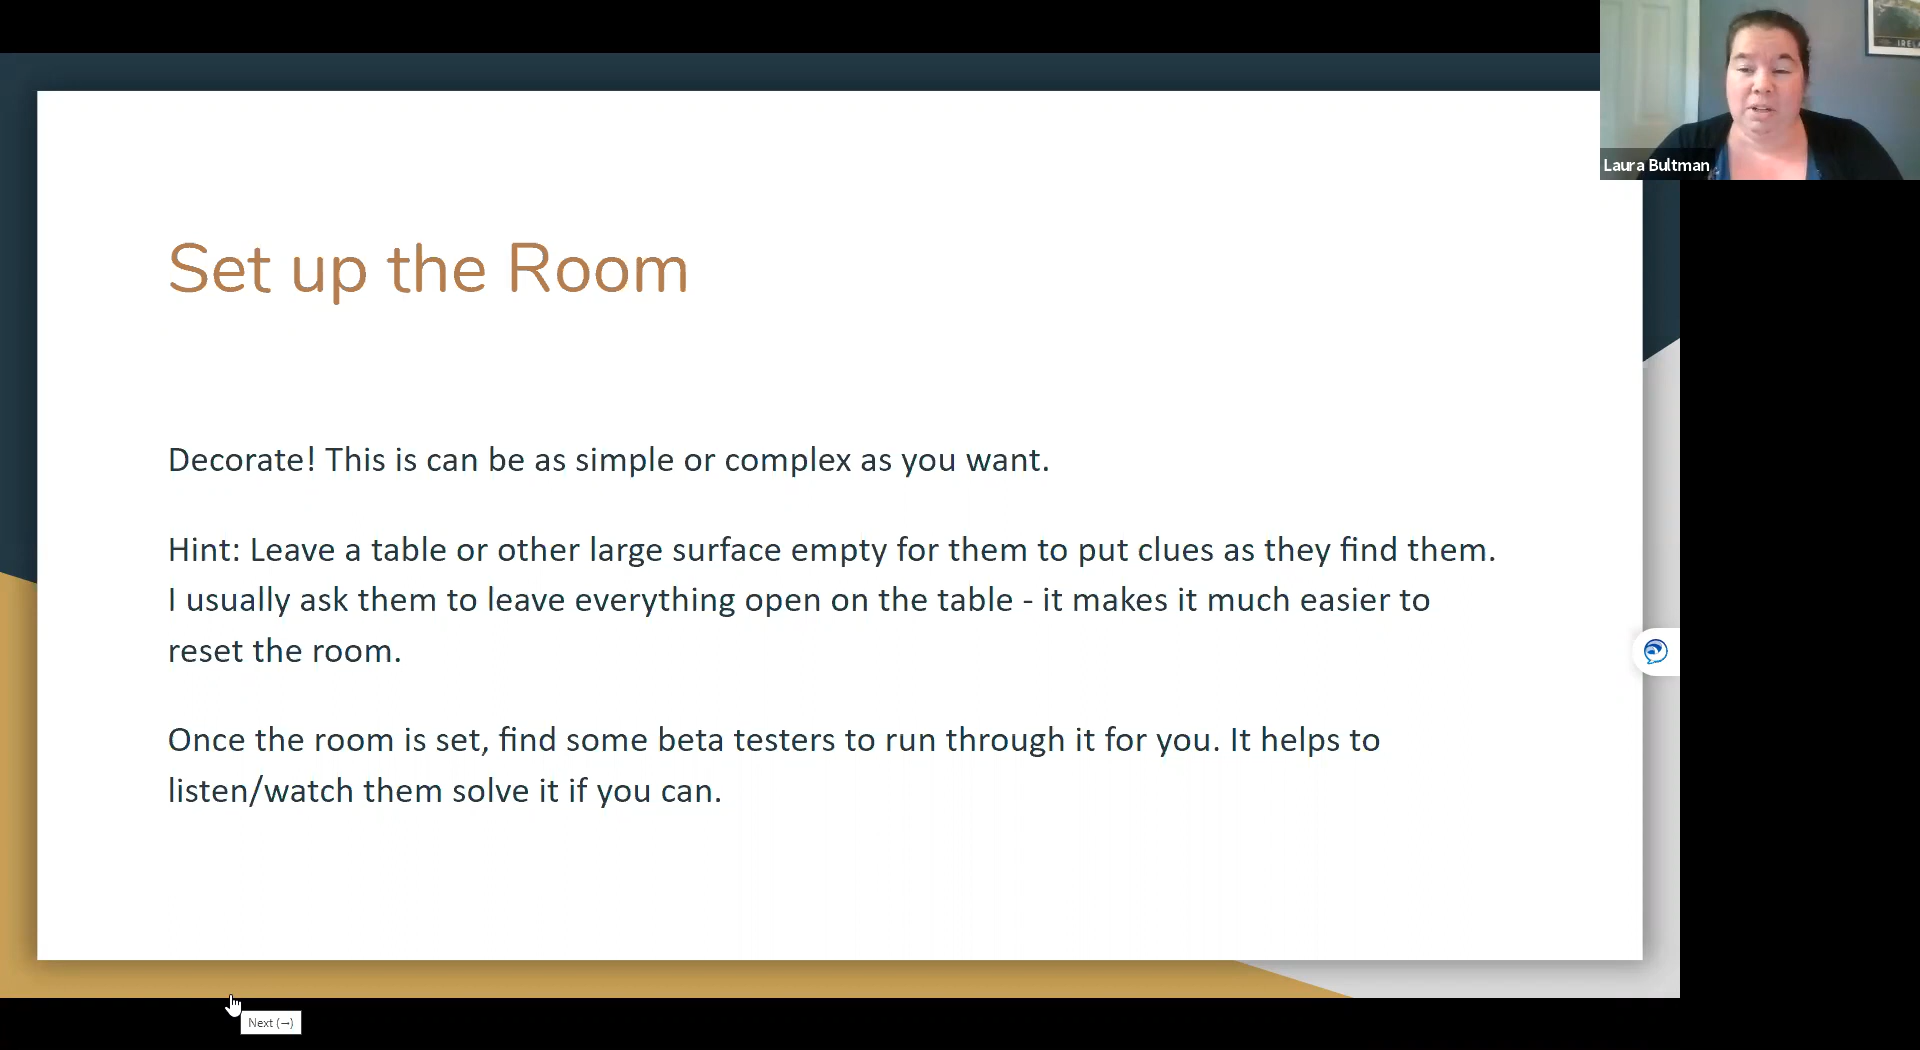 IREL
Laura Bultman
Set up the Room
Decorate! This is can be as simple or complex as you want.
Hint: Leave a table or other large surface empty for them to put clues as they find them.
I usually ask them to leave everything open on the table - it makes it much easier to
reset the room.
Once the room is set, find some beta testers to run through it for you. It helps to
listen/watch them solve it if you can.
Next (→)